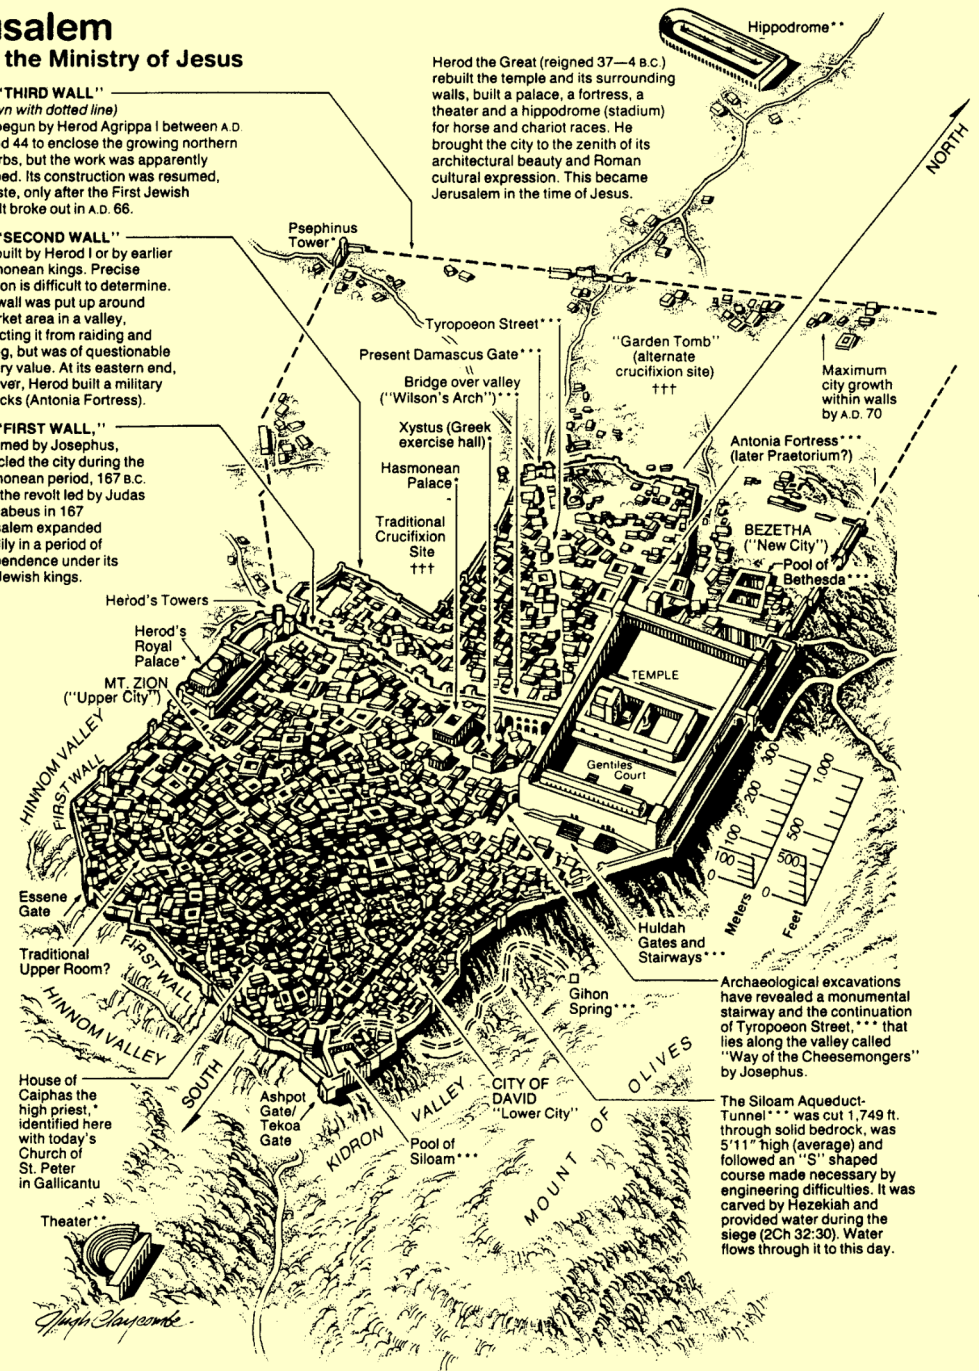 usalem
the Ministry of Jesus
"THIRD WALL"
wn with dotted line)
begun by Herod Agrippa I between A.D.
d 44 to enclose the growing northern
rbs, but the work was apparently
ped. Its construction was resumed,
ste, only after the First Jewish
lt broke out in A.D. 66.
"SECOND WALL"
built by Herod I or by earlier
monean kings. Precise
on is difficult to determine.
wall was put up around
rket area in a valley,
cting it from raiding and
g, but was of questionable
ry value. At its eastern end,
ver, Herod built a military
cks (Antonia Fortress).
"FIRST WALL,"
med by Josephus,
cled the city during the
monean period, 167 B.C.
the revolt led by Judas
abeus in 167
salem expanded
lily in a period of
pendence under its
Jewish kings.
Herod the Great (reigned 37—4 B.C.)
rebuilt the temple and its surrounding
walls, built a palace, a fortress, a
theater and a hippodrome (stadium)
for horse and chariot races. He
brought the city to the zenith of its
architectural beauty and Roman
cultural expression. This became
Jerusalem in the time of Jesus.
Hippodrome**
NORTH
Psephinus
Tower*
Tyropoeon Street***
Present Damascus Gate***
Bridge over valley
("Wilson's Arch")***
Xystus (Greek
exercise hall)*
Hasmonean
Palace*
Traditional
Crucifixion
Site
†††
"Garden Tomb"
(alternate
crucifixion site)
†††
Maximum
city growth
within walls
by A.D. 70
Antonia Fortress***
(later Praetorium?)
BEZETHA
("New City")
Pool of
Bethesda***
Herod's Towers
Herod's
Royal
Palace*
MT. ZION
("Upper City")
HINNOM VALLEY
FIRST WALL
TEMPLE
Gentiles
Court
300
200
100
100
0
Meters
1,000
500
500
0
Feet
Essene
Gate
Traditional
Upper Room?
FIRST WALL
HINNOM VALLEY
Huldah
Gates and
Stairways***
Gihon
Spring***
Archaeological excavations
have revealed a monumental
stairway and the continuation
of Tyropoeon Street,*** that
lies along the valley called
"Way of the Cheesemongers"
by Josephus.
House of
Caiphas the
high priest,*
identified here
with today's
Church of
St. Peter
in Gallicantu
SOUTH
Ashpot
Gate/
Tekoa
Gate
KIDRON VALLEY
Pool of
Siloam***
CITY OF
DAVID
"Lower City"
MOUNT OF OLIVES
The Siloam Aqueduct-
Tunnel*** was cut 1,749 ft.
through solid bedrock, was
5'11" high (average) and
followed an "S" shaped
course made necessary by
engineering difficulties. It was
carved by Hezekiah and
provided water during the
siege (2Ch 32:30). Water
flows through it to this day.
Theater**
Hugh Claycombe